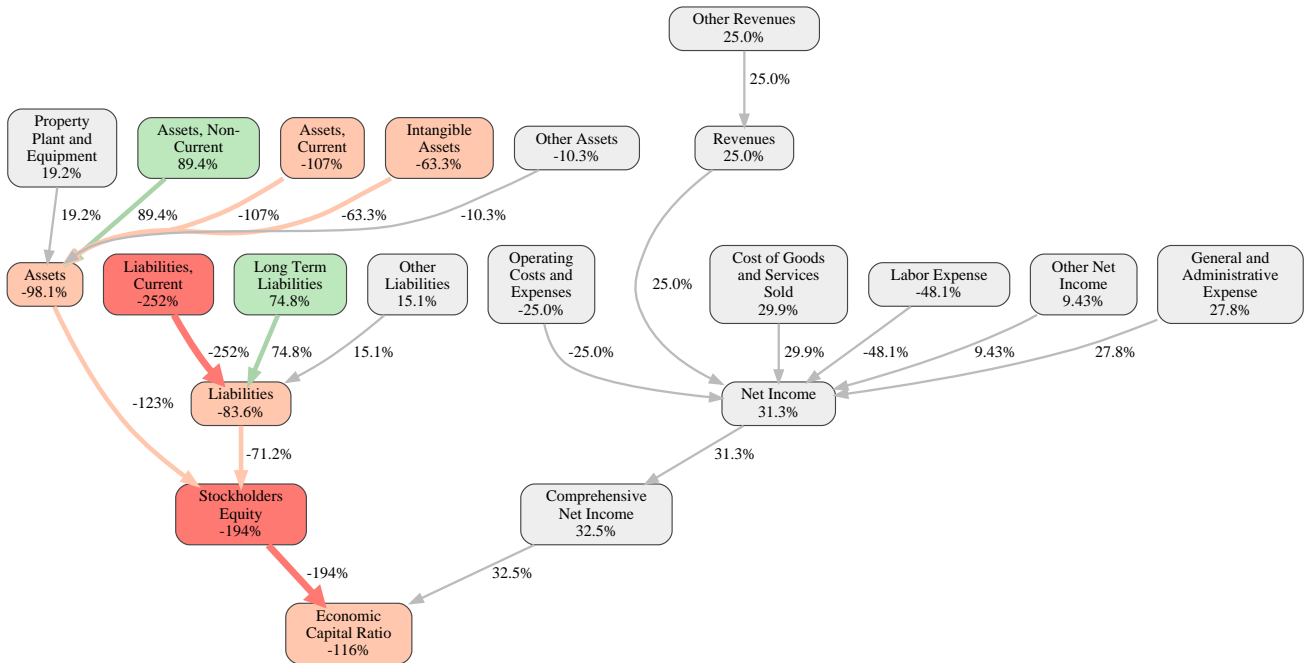 Other Revenues
25.0%
25.0%
Property
Plant and
Equipment
19.2%
Assets, Non-
Current
89.4%
Assets,
Current
-107%
Intangible
Assets
-63.3%
Other Assets
-10.3%
Revenues
25.0%
19.2%
89.4%
-107%
-63.3%
-10.3%
Assets
-98.1%
Liabilities,
Current
-252%
Long Term
Liabilities
74.8%
Other
Liabilities
15.1%
Operating
Costs and
Expenses
-25.0%
25.0%
Cost of Goods
and Services
Sold
29.9%
Labor Expense
-48.1%
Other Net
Income
9.43%
General and
Administrative
Expense
27.8%
-123%
-252%
74.8%
15.1%
-25.0%
29.9%
-48.1%
9.43%
27.8%
Liabilities
-83.6%
Net Income
31.3%
-71.2%
31.3%
Stockholders
Equity
-194%
Comprehensive
Net Income
32.5%
-194%
32.5%
Economic
Capital Ratio
-116%